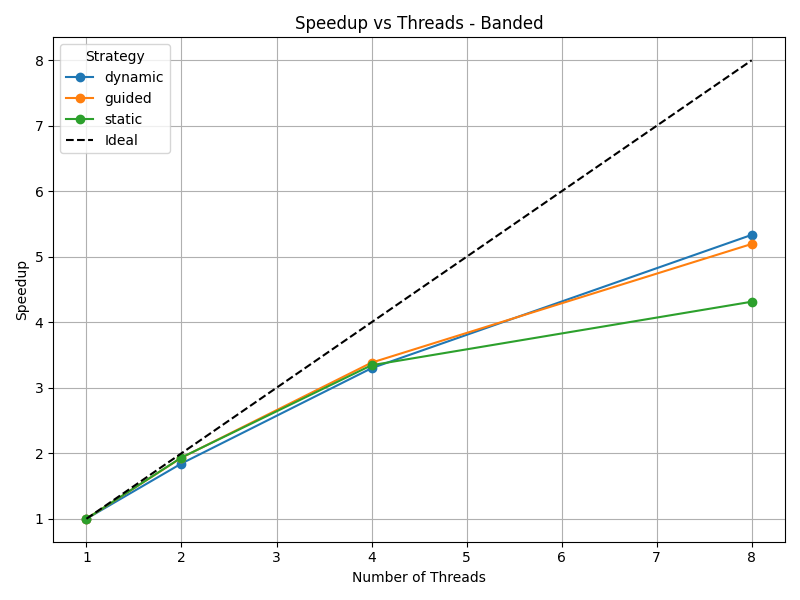 Speedup vs Threads - Banded
Strategy
dynamic
guided
static
Ideal
8
7
6
5
4
3
2
1
Speedup
1 2 3 4 5 6 7 8
Number of Threads